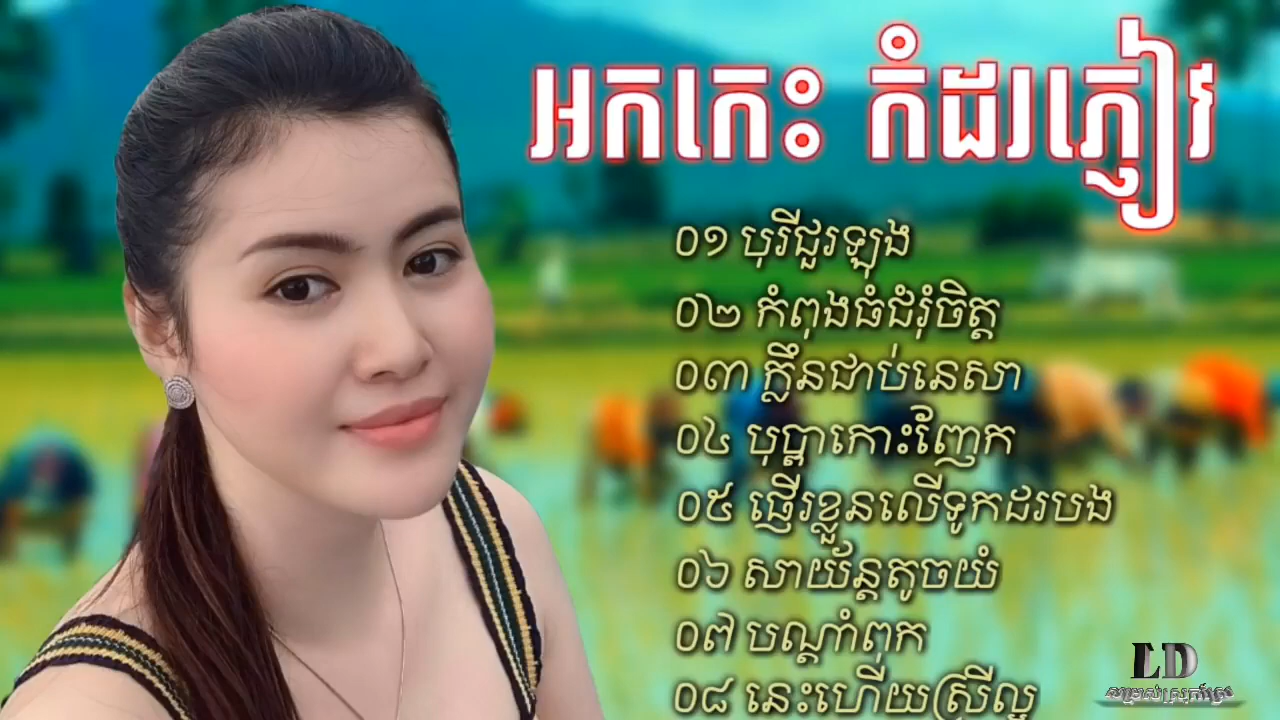 អកកេះ កំដរភ្ញៀវ
០១ បុរីជួរឡុង
០២ កំពុងធំជំរុំចិត្ត
០៣ ក្លឹនជាប់នេសា
០៤ បុប្ផាកោះញែក
០៥ ផ្ញើរខ្លួនលើទូកដរបង
០៦ សាយ័ន្តតូចយំ
០៧ បណ្ដាំពុក
០៨ នេះហើយស្រីល្អ
LD